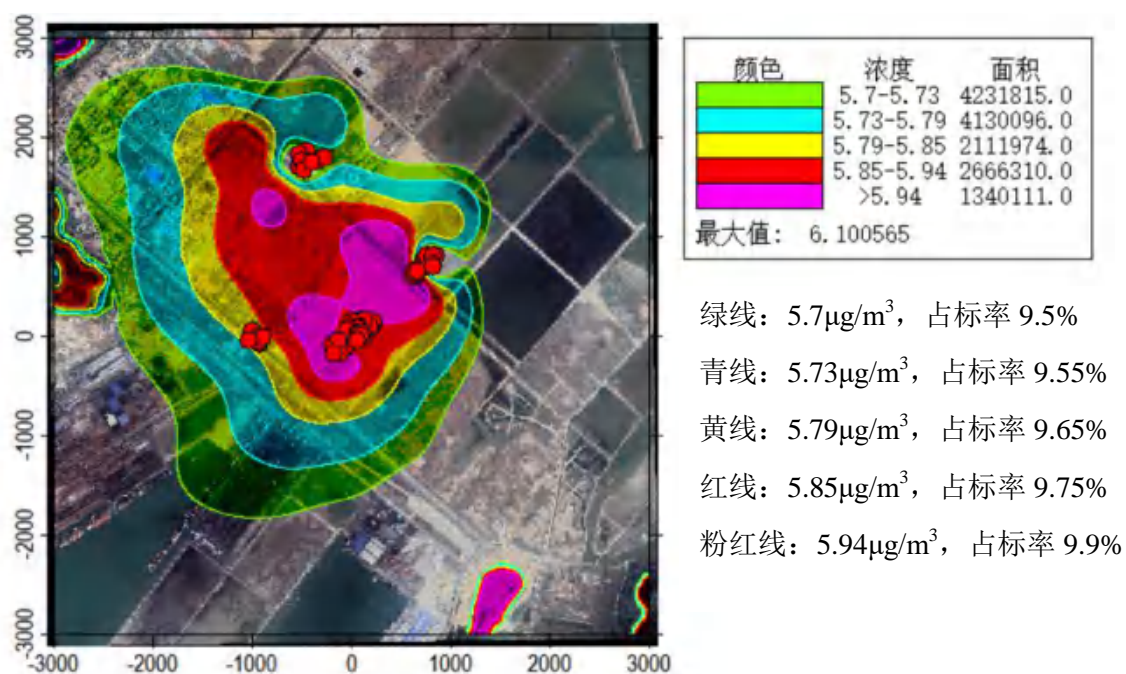 3000
2000
1000
0
-1000
-2000
-3000
-3000 -2000 -1000 0 1000 2000 3000
颜色 浓度 面积
5.7-5.73 4231815.0
5.73-5.79 4130096.0
5.79-5.85 2111974.0
5.85-5.94 2666310.0
>5.94 1340111.0
最大值: 6.100565
绿线：5.7μg/m³，占标率 9.5%
青线：5.73μg/m³，占标率 9.55%
黄线：5.79μg/m³，占标率 9.65%
红线：5.85μg/m³，占标率 9.75%
粉红线：5.94μg/m³，占标率 9.9%